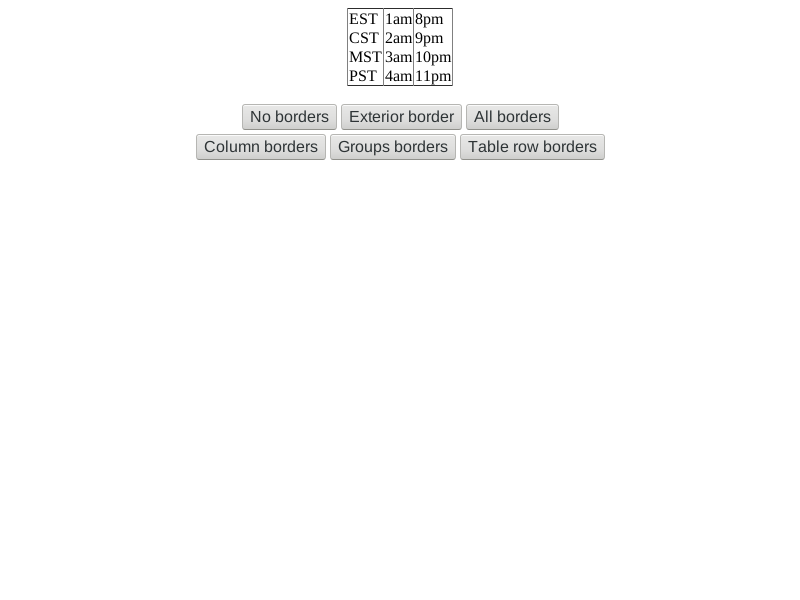 EST 1am 8pm
CST 2am 9pm
MST 3am 10pm
PST 4am 11pm
No borders Exterior border All borders
Column borders Groups borders Table row borders